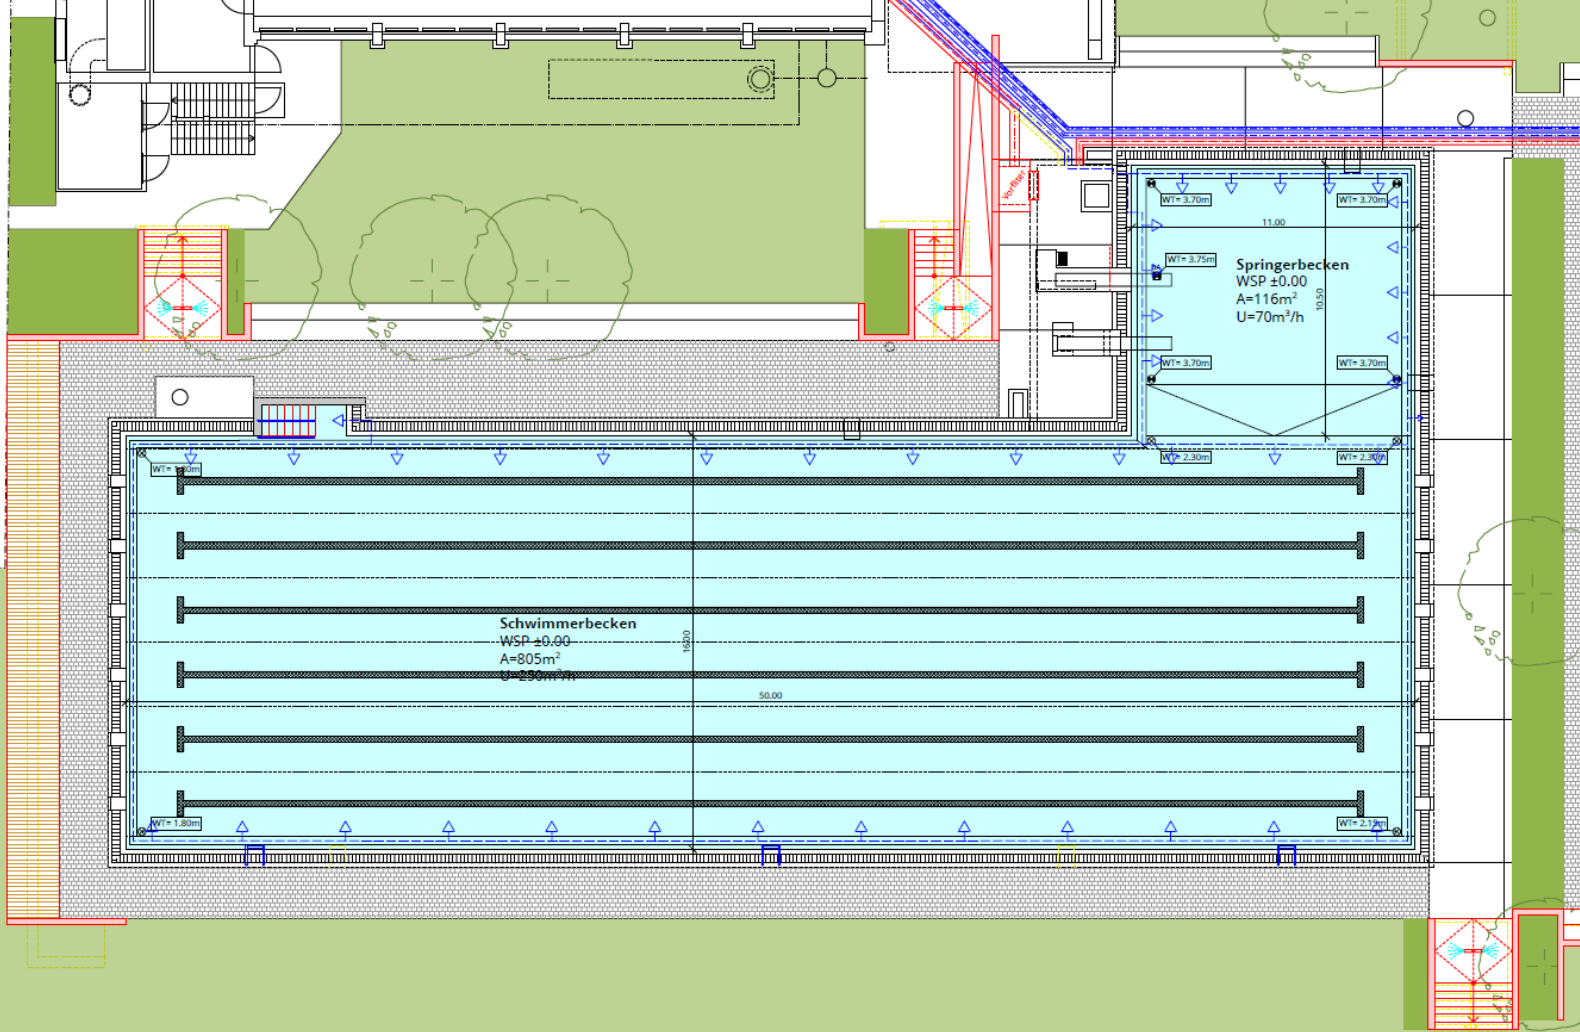 Vorfilter
WT= 3.70m
WT= 3.70m
11.00
WT= 3.75m
Springerbecken
WSP ±0.00
A=116m²
U=70m³/h
10.50
WT= 3.70m
WT= 3.70m
WT= 2.30m
WT= 2.30m
WT= 1.80m
Schwimmerbecken
WSP ±0.00
A=805m²
U=250m³/h
16.00
50.00
WT= 1.80m